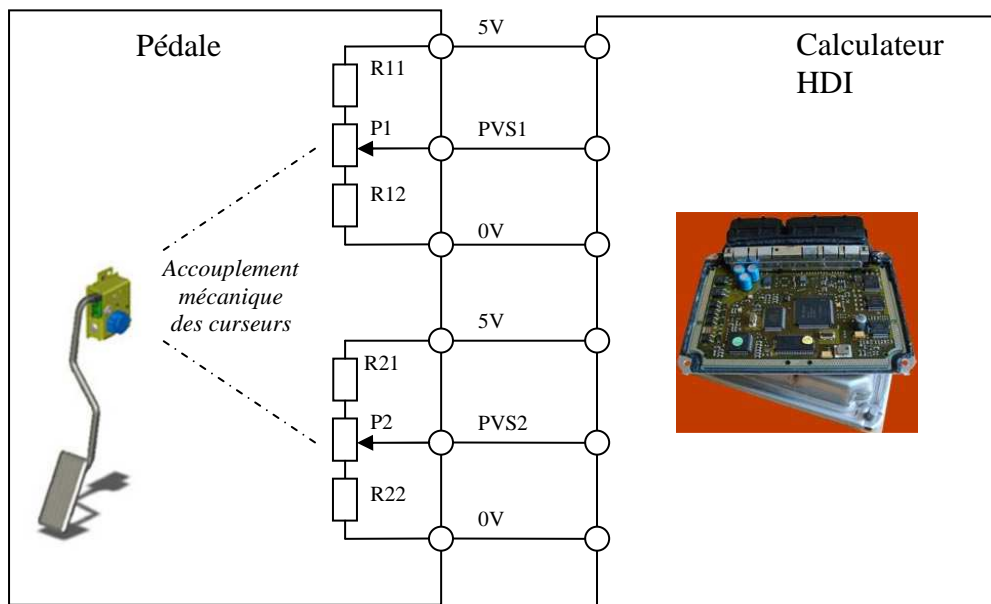 Pédale
Calculateur
HDI
5V
R11
P1
PVS1
R12
0V
Accouplement
mécanique
des curseurs
5V
R21
P2
PVS2
R22
0V